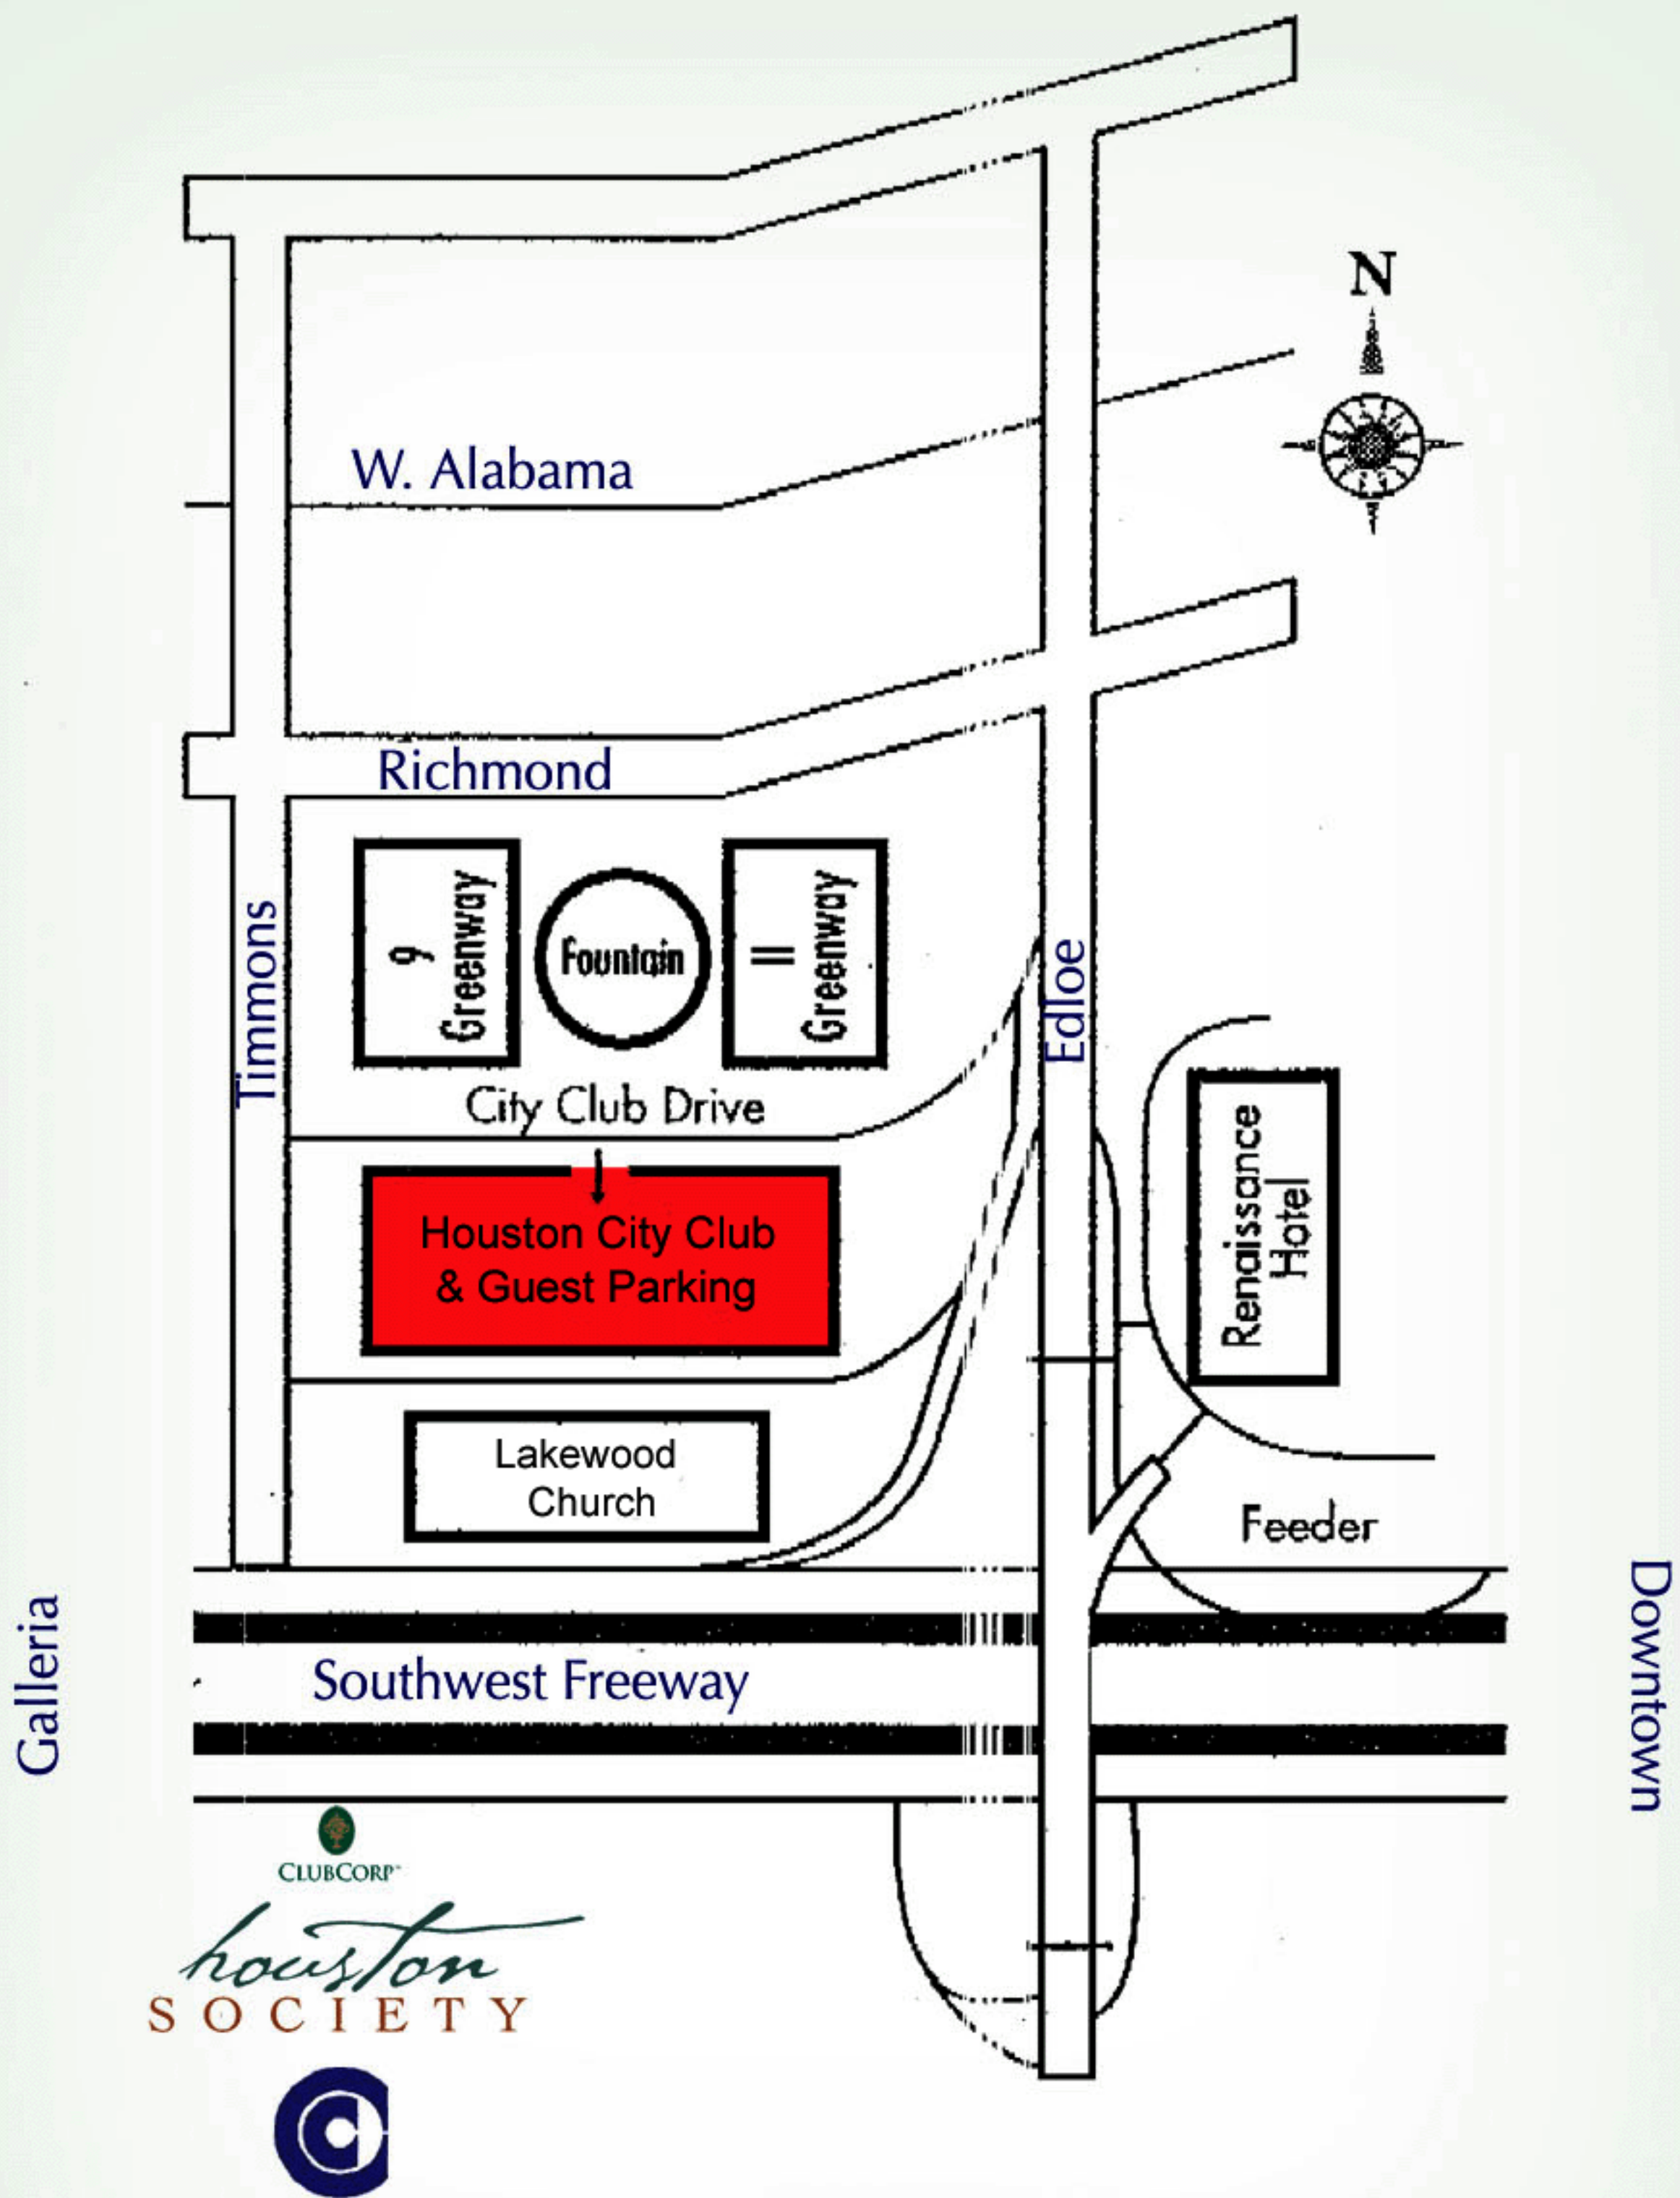 N
W. Alabama
Richmond
Timmons
9
Greenway
Fountain
11
Greenway
Edloe
City Club Drive
Houston City Club
& Guest Parking
Renaissance
Hotel
Lakewood
Church
Feeder
Galleria
Southwest Freeway
Downtown
CLUBCORP
houston
SOCIETY